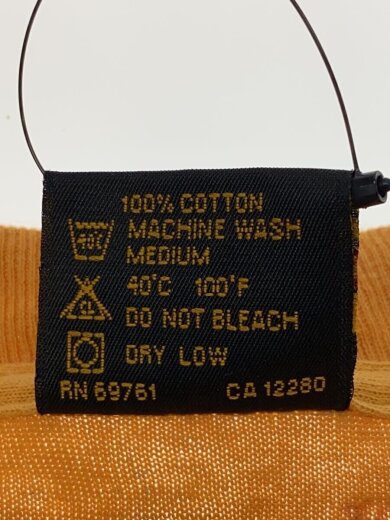 100% COTTON
MACHINE WASH
MEDIUM
40°C 100°F
DO NOT BLEACH
DRY LOW
RN 69761 CA 12280